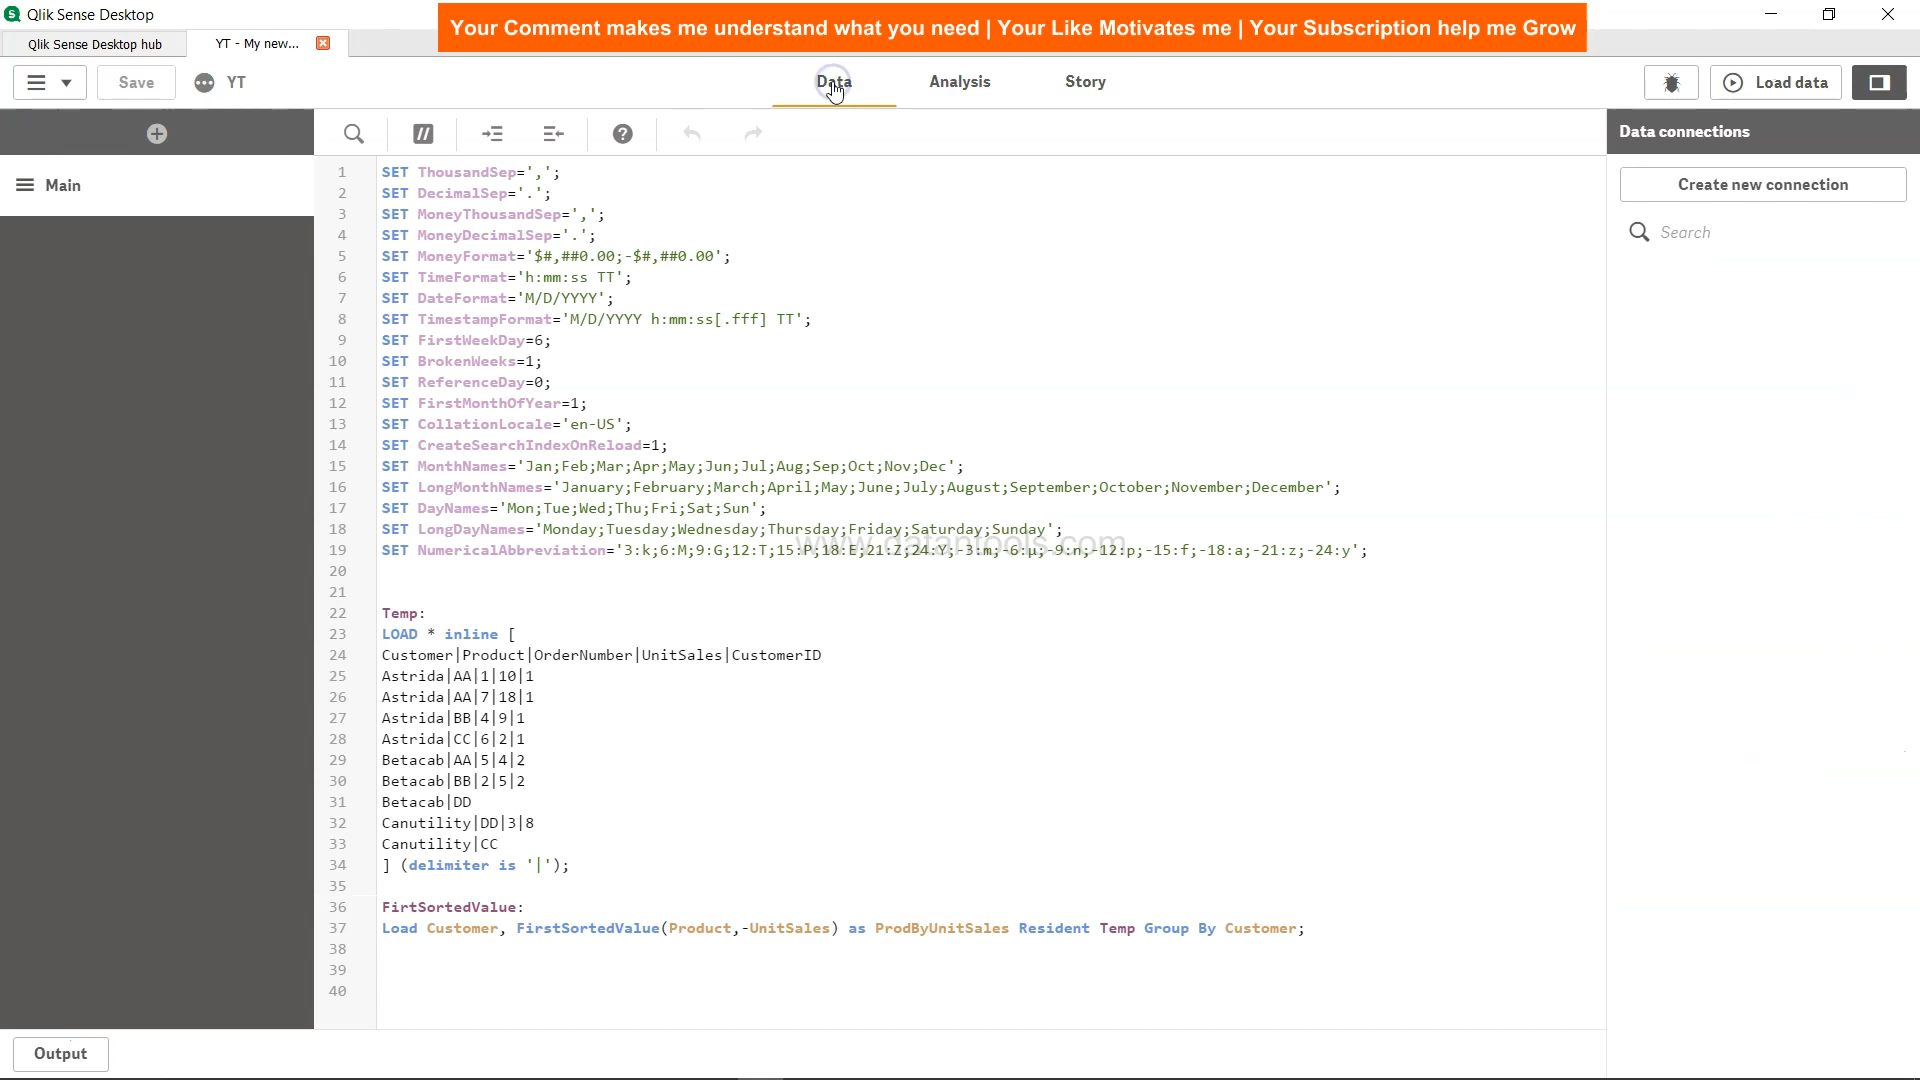 Qlik Sense Desktop
Your Comment makes me understand what you need | Your Like Motivates me | Your Subscription help me Grow
Qlik Sense Desktop hub
YT - My new...
Save
YT
Data
Analysis
Story
Load data
Main
Data connections
Create new connection
Search
1 SET ThousandSep=',';
2 SET DecimalSep='.';
3 SET MoneyThousandSep=',';
4 SET MoneyDecimalSep='.';
5 SET MoneyFormat='$#,##0.00;-$#,##0.00';
6 SET TimeFormat='h:mm:ss TT';
7 SET DateFormat='M/D/YYYY';
8 SET TimestampFormat='M/D/YYYY h:mm:ss[.fff] TT';
9 SET FirstWeekDay=6;
10 SET BrokenWeeks=1;
11 SET ReferenceDay=0;
12 SET FirstMonthOfYear=1;
13 SET CollationLocale='en-US';
14 SET CreateSearchIndexOnReload=1;
15 SET MonthNames='Jan;Feb;Mar;Apr;May;Jun;Jul;Aug;Sep;Oct;Nov;Dec';
16 SET LongMonthNames='January;February;March;April;May;June;July;August;September;October;November;December';
17 SET DayNames='Mon;Tue;Wed;Thu;Fri;Sat;Sun';
18 SET LongDayNames='Monday;Tuesday;Wednesday;Thursday;Friday;Saturday;Sunday';
www.datantools.com
19 SET NumericalAbbreviation='3:k;6:M;9:G;12:T;15:P;18:E;21:Z;24:Y;-3:m;-6:μ;-9:n;-12:p;-15:f;-18:a;-21:z;-24:y';
20
21
22 Temp:
23 LOAD * inline [
24 Customer|Product|OrderNumber|UnitSales|CustomerID
25 Astrida|AA|1|10|1
26 Astrida|AA|7|18|1
27 Astrida|BB|4|9|1
28 Astrida|CC|6|2|1
29 Betacab|AA|5|4|2
30 Betacab|BB|2|5|2
31 Betacab|DD
32 Canutility|DD|3|8
33 Canutility|CC
34 ] (delimiter is '|');
35
36 FirtSortedValue:
37 Load Customer, FirstSortedValue(Product,-UnitSales) as ProdByUnitSales Resident Temp Group By Customer;
38
39
40
Output